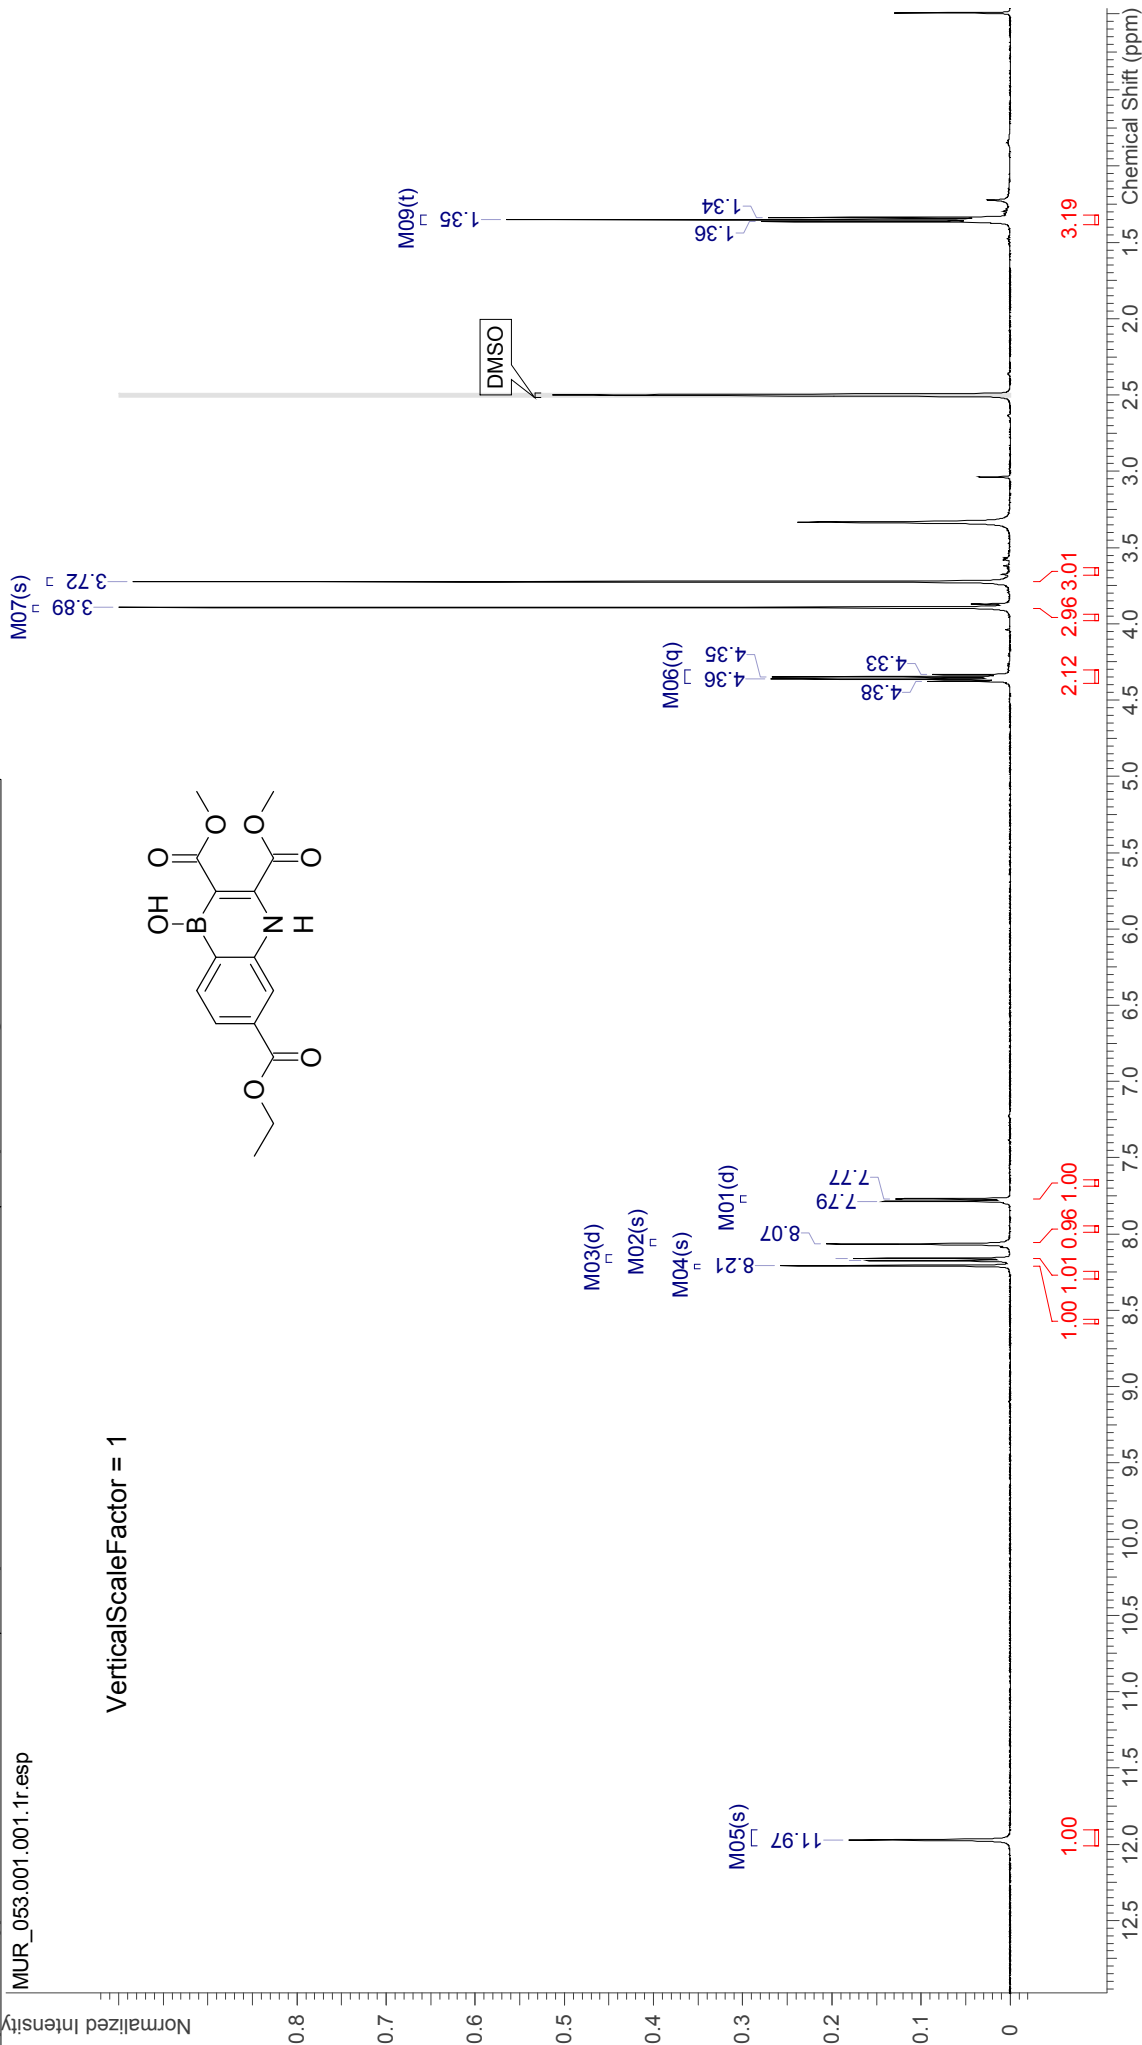 MUR_053.001.001.1r.esp
VerticalScaleFactor = 1
Normalized Intensity
0.8
0.7
0.6
0.5
0.4
0.3
0.2
0.1
0
M07(s)
3.89
3.72
M09(t)
1.35
1.36
1.34
DMSO
M06(q)
4.36
4.35
4.38
4.33
M03(d)
M02(s)
M04(s)
8.21
8.07
M01(d)
7.79
7.77
M05(s)
11.97
OH
B
N
H
O
O
O
O
O
O
1.00
1.00
1.01
0.96
1.00
2.12
2.96
3.01
3.19
12.5
12.0
11.5
11.0
10.5
10.0
9.5
9.0
8.5
8.0
7.5
7.0
6.5
6.0
5.5
5.0
4.5
4.0
3.5
3.0
2.5
2.0
1.5
Chemical Shift (ppm)